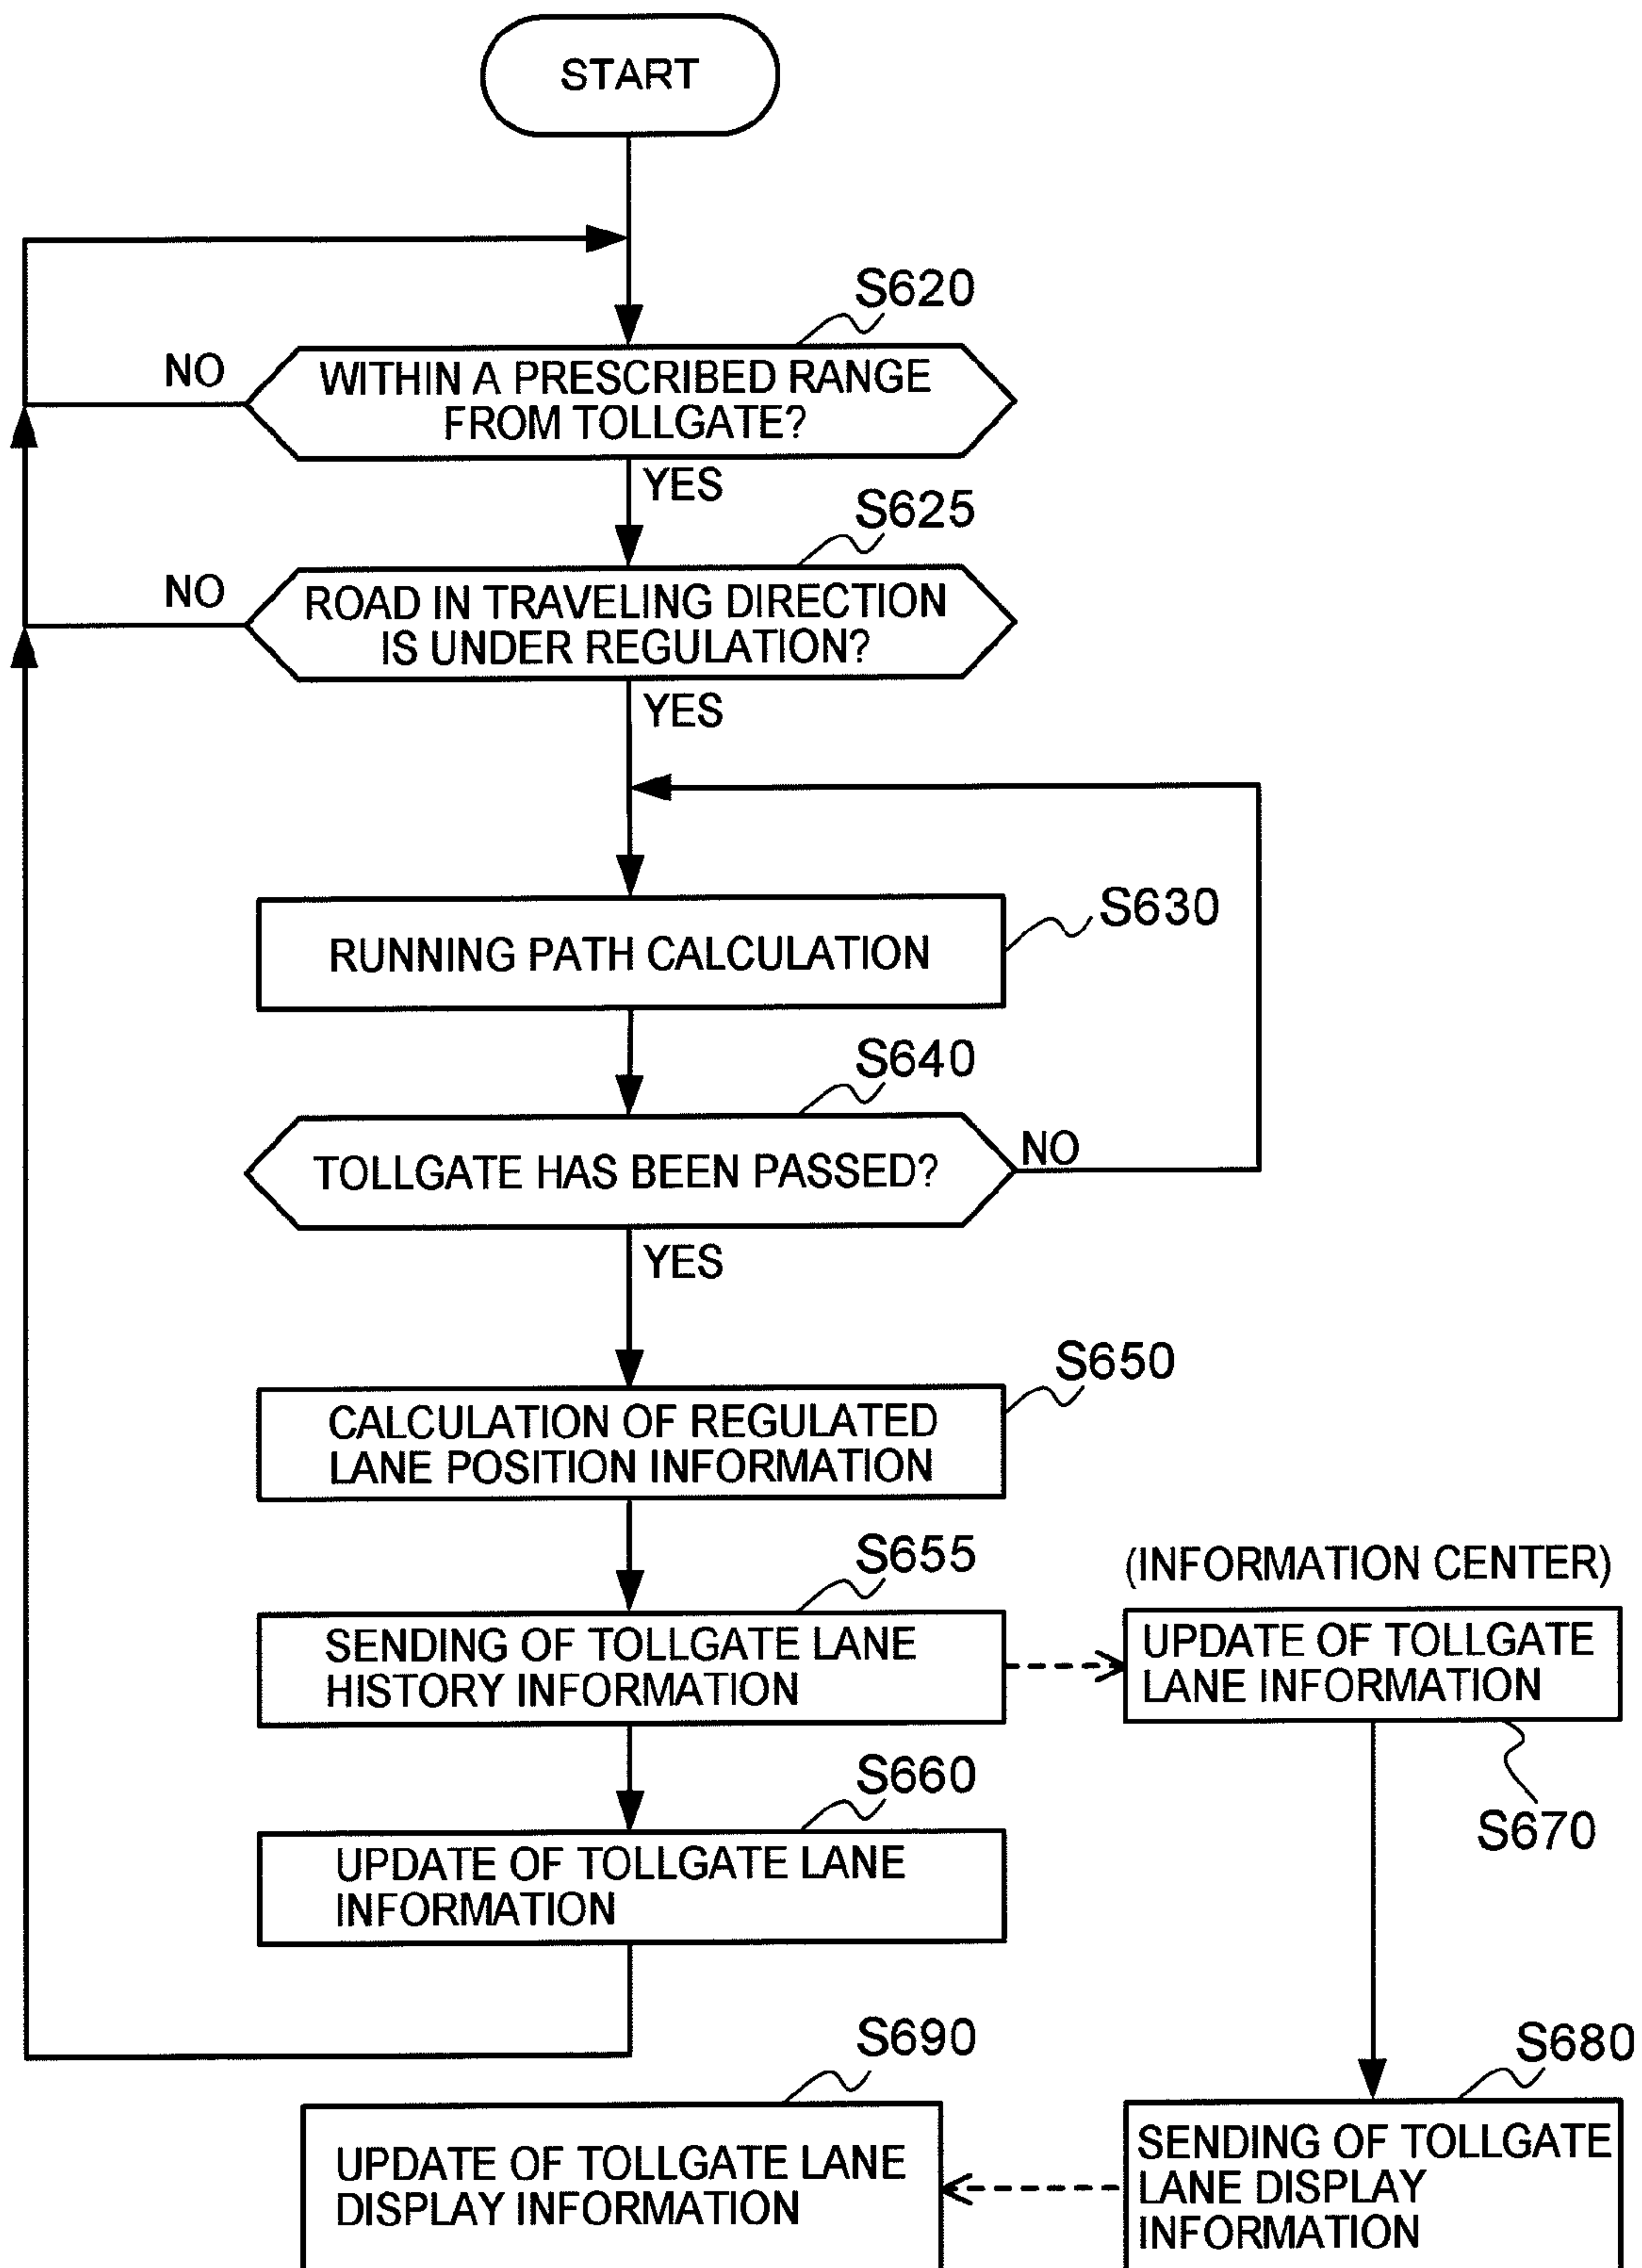 START
S620
NO
WITHIN A PRESCRIBED RANGE
FROM TOLLGATE?
YES
S625
NO
ROAD IN TRAVELING DIRECTION
IS UNDER REGULATION?
YES
S630
RUNNING PATH CALCULATION
S640
TOLLGATE HAS BEEN PASSED?
NO
YES
S650
CALCULATION OF REGULATED
LANE POSITION INFORMATION
S655
SENDING OF TOLLGATE LANE
HISTORY INFORMATION
(INFORMATION CENTER)
UPDATE OF TOLLGATE
LANE INFORMATION
S670
S660
UPDATE OF TOLLGATE LANE
INFORMATION
S690
UPDATE OF TOLLGATE LANE
DISPLAY INFORMATION
S680
SENDING OF TOLLGATE
LANE DISPLAY
INFORMATION